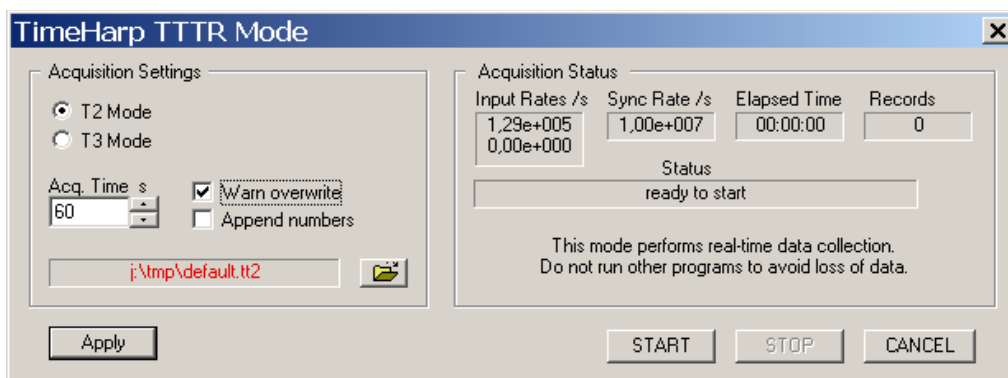 TimeHarp TTTR Mode
Acquisition Settings
T2 Mode
T3 Mode
Acq. Time s
60
Warn overwrite
Append numbers
j:\tmp\default.tt2
Apply
Acquisition Status
Input Rates /s Sync Rate /s Elapsed Time Records
1,29e+005 1,00e+007 00:00:00 0
0,00e+000
Status
ready to start
This mode performs real-time data collection.
Do not run other programs to avoid loss of data.
START STOP CANCEL